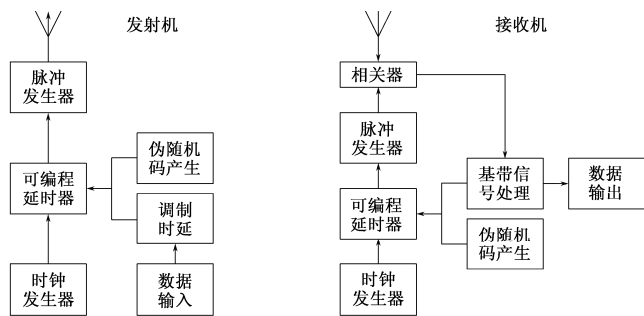 发射机
脉冲
发生器
可编程
延时器
伪随机
码产生
调制
时延
时钟
发生器
数据
输入
接收机
相关器
脉冲
发生器
基带信
号处理
数据
输出
可编程
延时器
伪随机
码产生
时钟
发生器